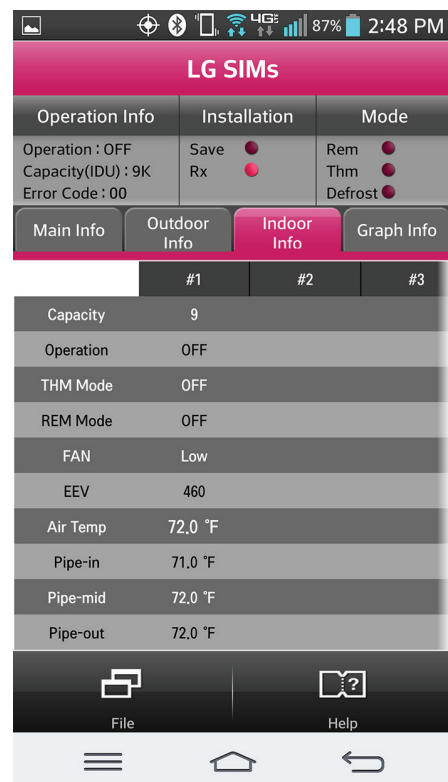 4G 87% 2:48 PM
LG SIMs
Operation Info Installation Mode
Operation : OFF Save Rem
Capacity(IDU) : 9K Rx Thm
Error Code : 00 Defrost
Main Info Outdoor Info Indoor Info Graph Info
#1 #2 #3
Capacity 9
Operation OFF
THM Mode OFF
REM Mode OFF
FAN Low
EEV 460
Air Temp 72.0 °F
Pipe-in 71.0 °F
Pipe-mid 72.0 °F
Pipe-out 72.0 °F
?
File Help